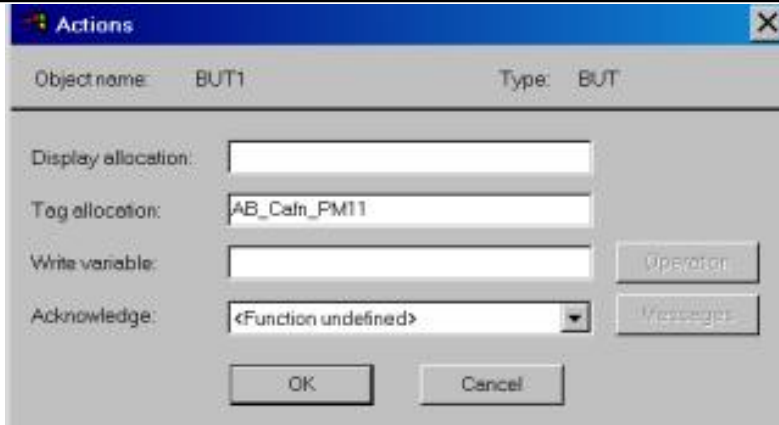 Actions
Object name: BUT1 Type: BUT
Display allocation:
Tag allocation: AB_Cafn_PM11
Write variable: Operator
Acknowledge: <Function undefined> Messages
OK Cancel